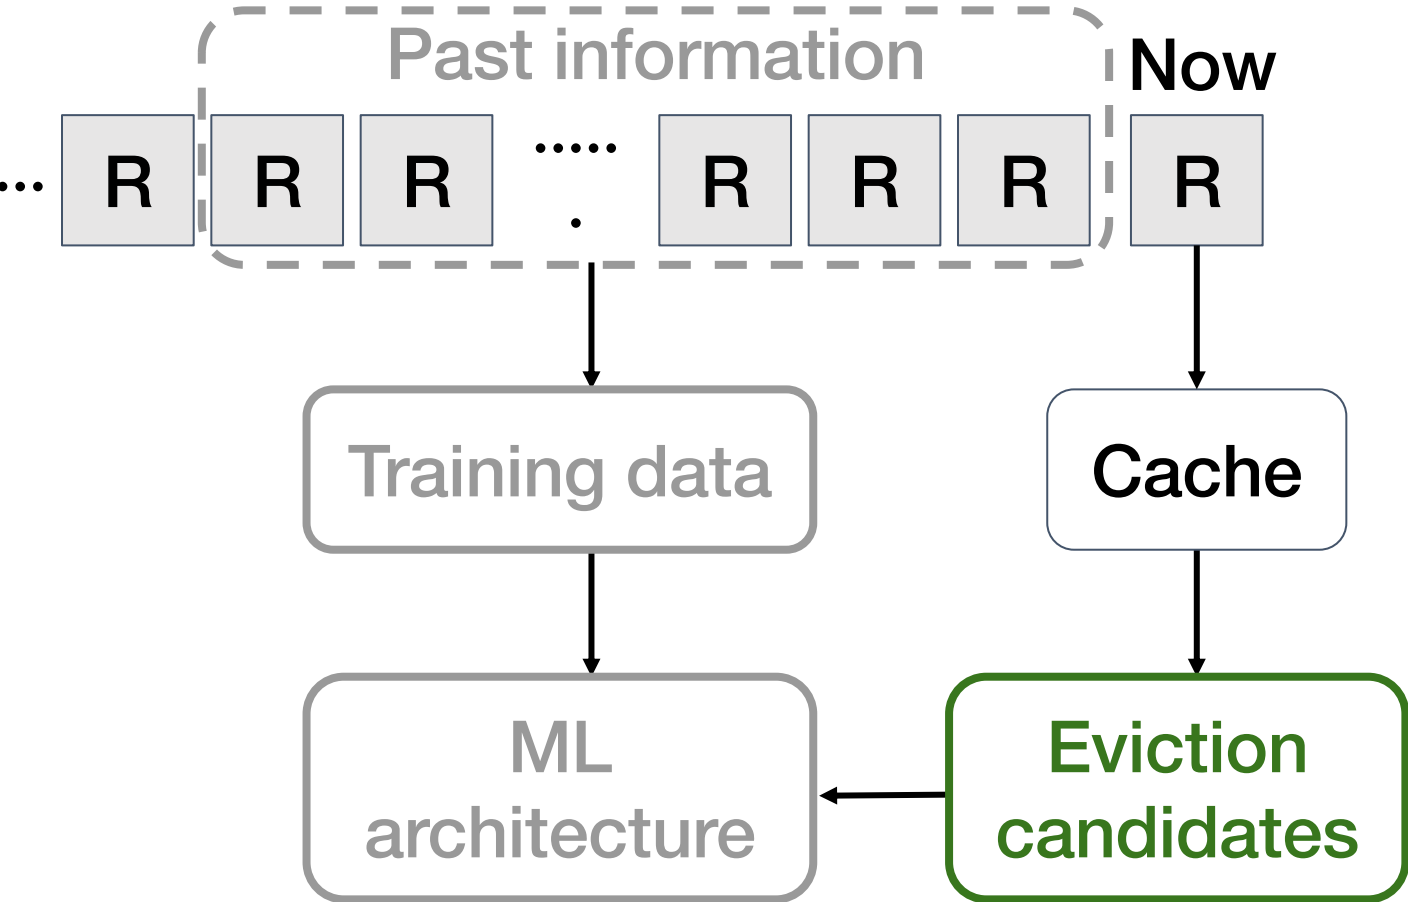 Past information
Now
... R R R ..... R R R R
.
Training data
Cache
ML
architecture
Eviction
candidates